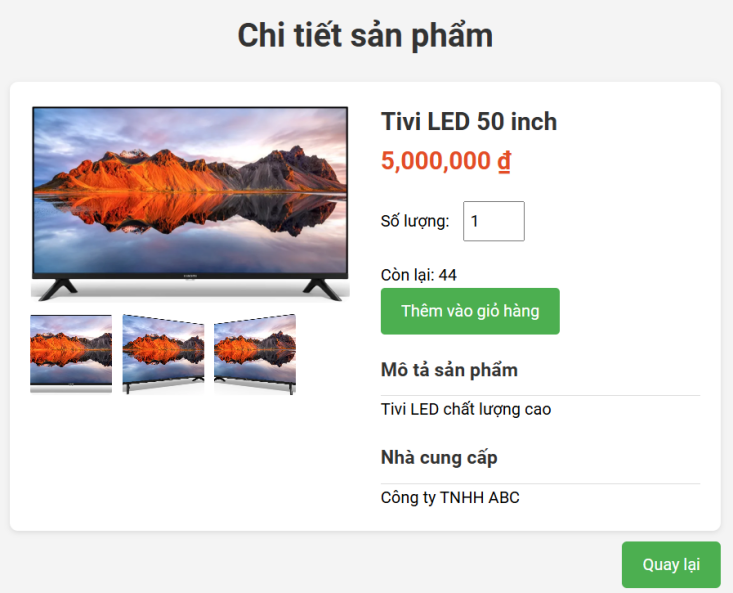 Chi tiết sản phẩm
Tivi LED 50 inch
5,000,000 ₫
Số lượng: 1
Còn lại: 44
Thêm vào giỏ hàng
Mô tả sản phẩm
Tivi LED chất lượng cao
Nhà cung cấp
Công ty TNHH ABC
Quay lại